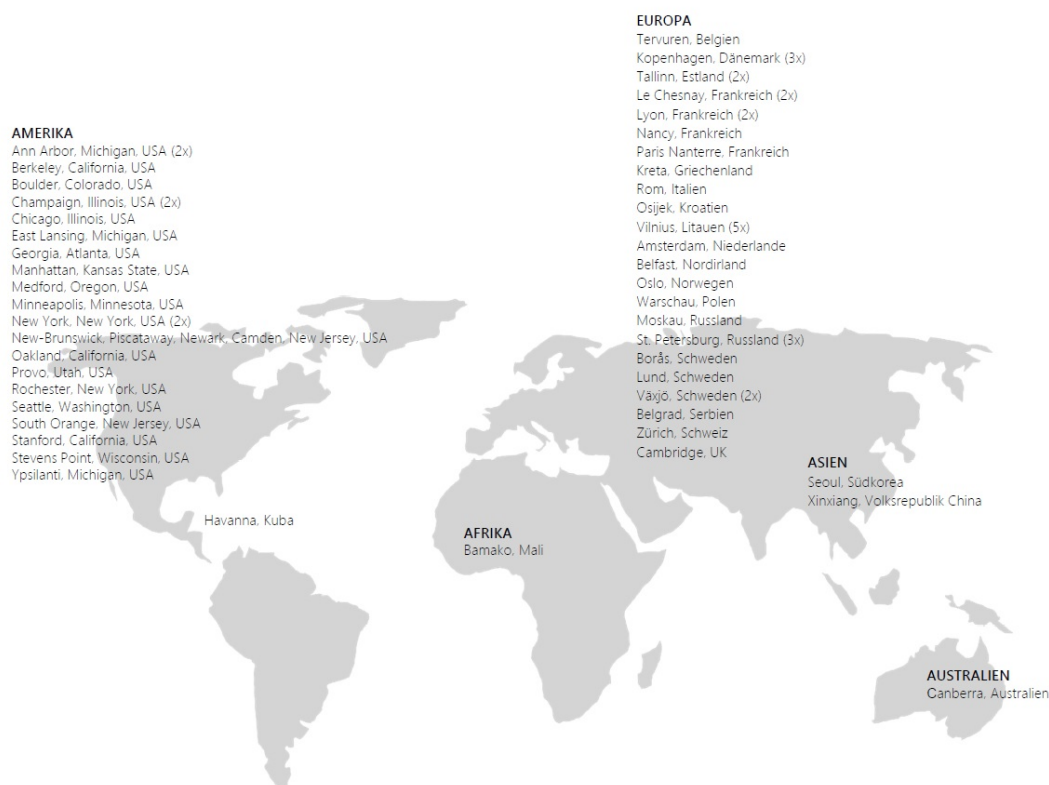 AMERIKA
Ann Arbor, Michigan, USA (2x)
Berkeley, California, USA
Boulder, Colorado, USA
Champaign, Illinois, USA (2x)
Chicago, Illinois, USA
East Lansing, Michigan, USA
Georgia, Atlanta, USA
Manhattan, Kansas State, USA
Medford, Oregon, USA
Minneapolis, Minnesota, USA
New York, New York, USA (2x)
New-Brunswick, Piscataway, Newark, Camden, New Jersey, USA
Oakland, California, USA
Provo, Utah, USA
Rochester, New York, USA
Seattle, Washington, USA
South Orange, New Jersey, USA
Stanford, California, USA
Stevens Point, Wisconsin, USA
Ypsilanti, Michigan, USA
Havanna, Kuba
EUROPA
Tervuren, Belgien
Kopenhagen, Dänemark (3x)
Tallinn, Estland (2x)
Le Chesnay, Frankreich (2x)
Lyon, Frankreich (2x)
Nancy, Frankreich
Paris Nanterre, Frankreich
Kreta, Griechenland
Rom, Italien
Osijek, Kroatien
Vilnius, Litauen (5x)
Amsterdam, Niederlande
Belfast, Nordirland
Oslo, Norwegen
Warschau, Polen
Moskau, Russland
St. Petersburg, Russland (3x)
Borås, Schweden
Lund, Schweden
Växjö, Schweden (2x)
Belgrad, Serbien
Zürich, Schweiz
Cambridge, UK
AFRIKA
Bamako, Mali
ASIEN
Seoul, Südkorea
Xinxiang, Volksrepublik China
AUSTRALIEN
Canberra, Australien